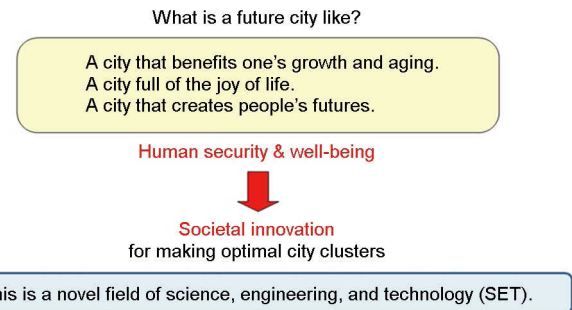 What is a future city like?
A city that benefits one’s growth and aging.
A city full of the joy of life.
A city that creates people’s futures.
Human security & well-being
Societal innovation
for making optimal city clusters
is is a novel field of science, engineering, and technology (SET).